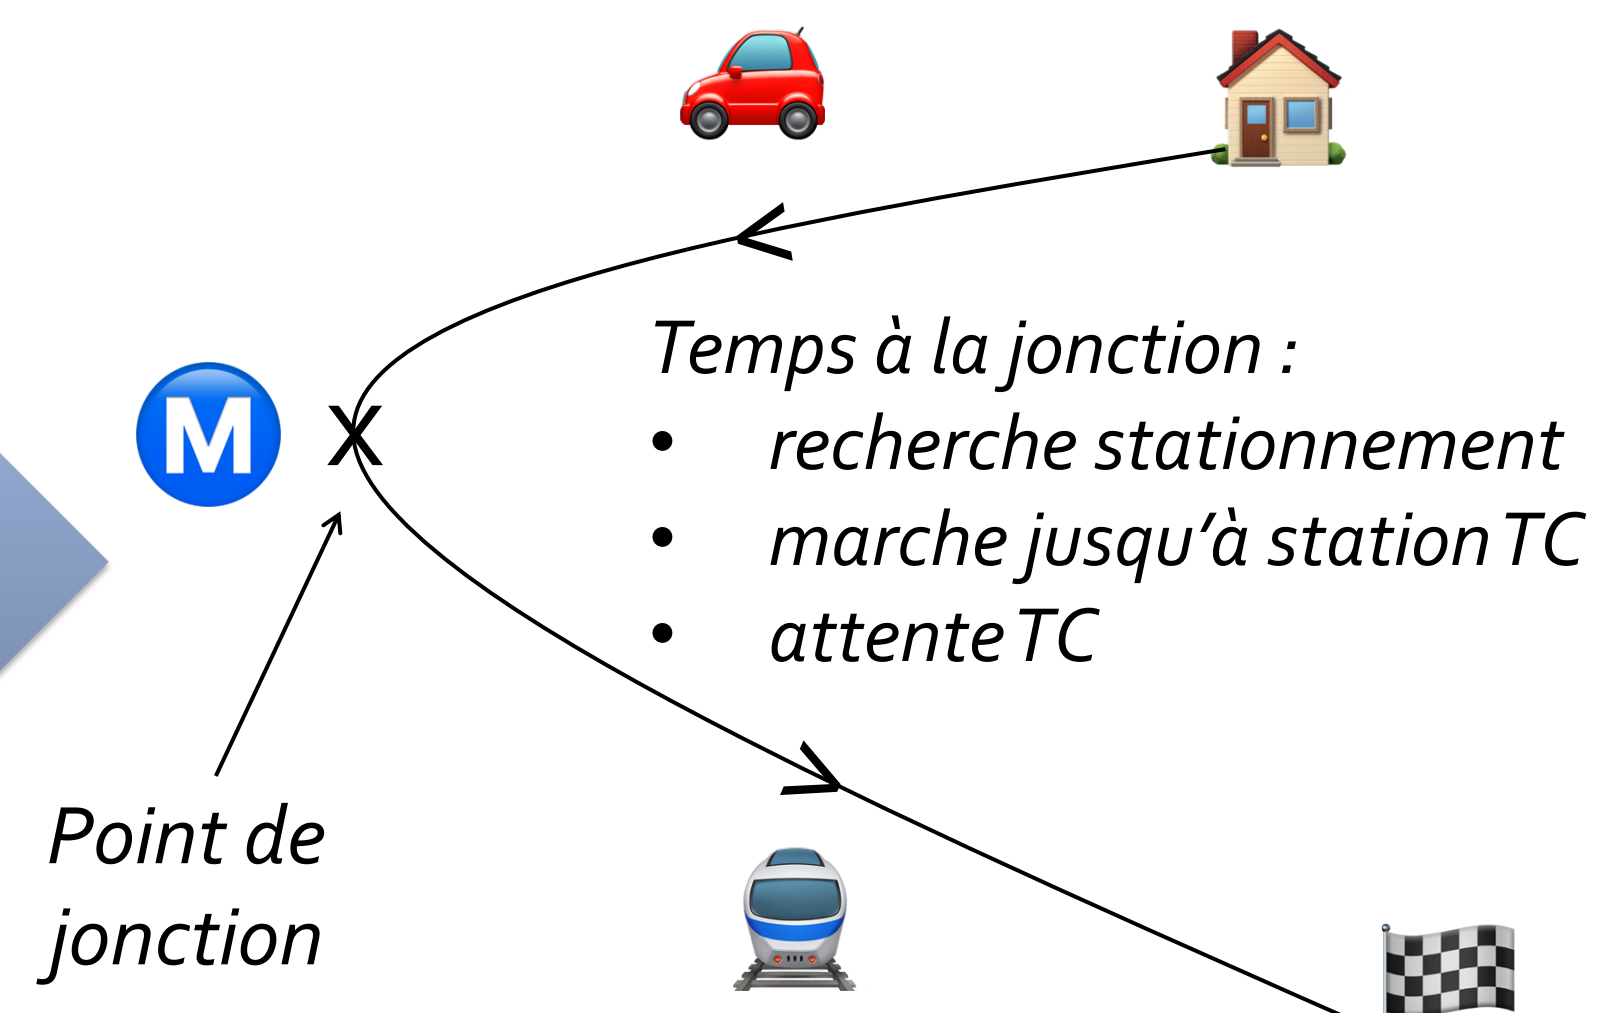 Temps à la jonction :
• recherche stationnement
M X
• marche jusqu’à station TC
• attente TC
Point de
jonction